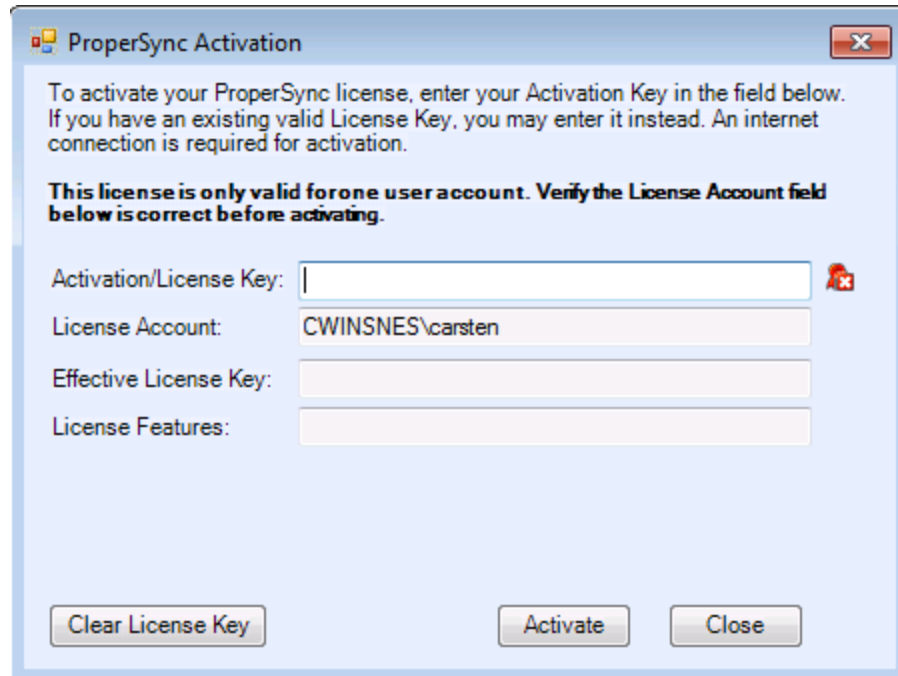 ProperSync Activation
To activate your ProperSync license, enter your Activation Key in the field below.
If you have an existing valid License Key, you may enter it instead. An internet
connection is required for activation.
This license is only valid for one user account. Verify the License Account field
below is correct before activating.
Activation/License Key:
License Account: CWINSNES\carsten
Effective License Key:
License Features:
Clear License Key Activate Close